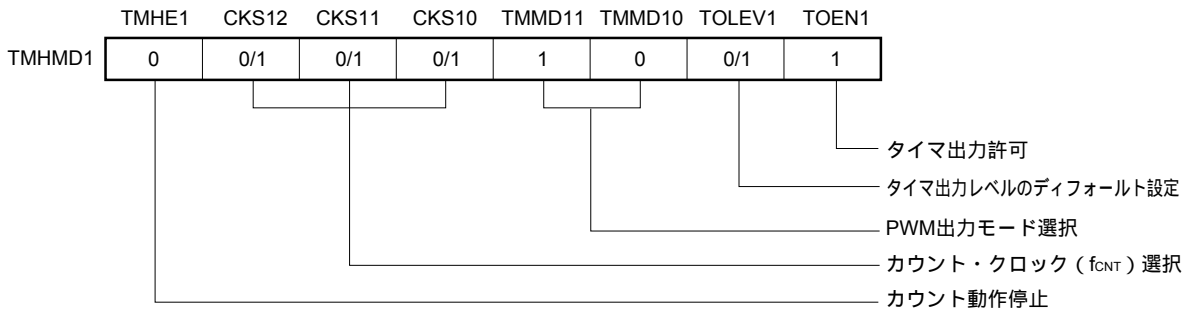 TMHE1 CKS12 CKS11 CKS10 TMMD11 TMMD10 TOLEV1 TOEN1
TMHMD1 0 0/1 0/1 0/1 1 0 0/1 1
タイマ出力許可
タイマ出力レベルのディフォールト設定
PWM出力モード選択
カウント・クロック（fCNT）選択
カウント動作停止